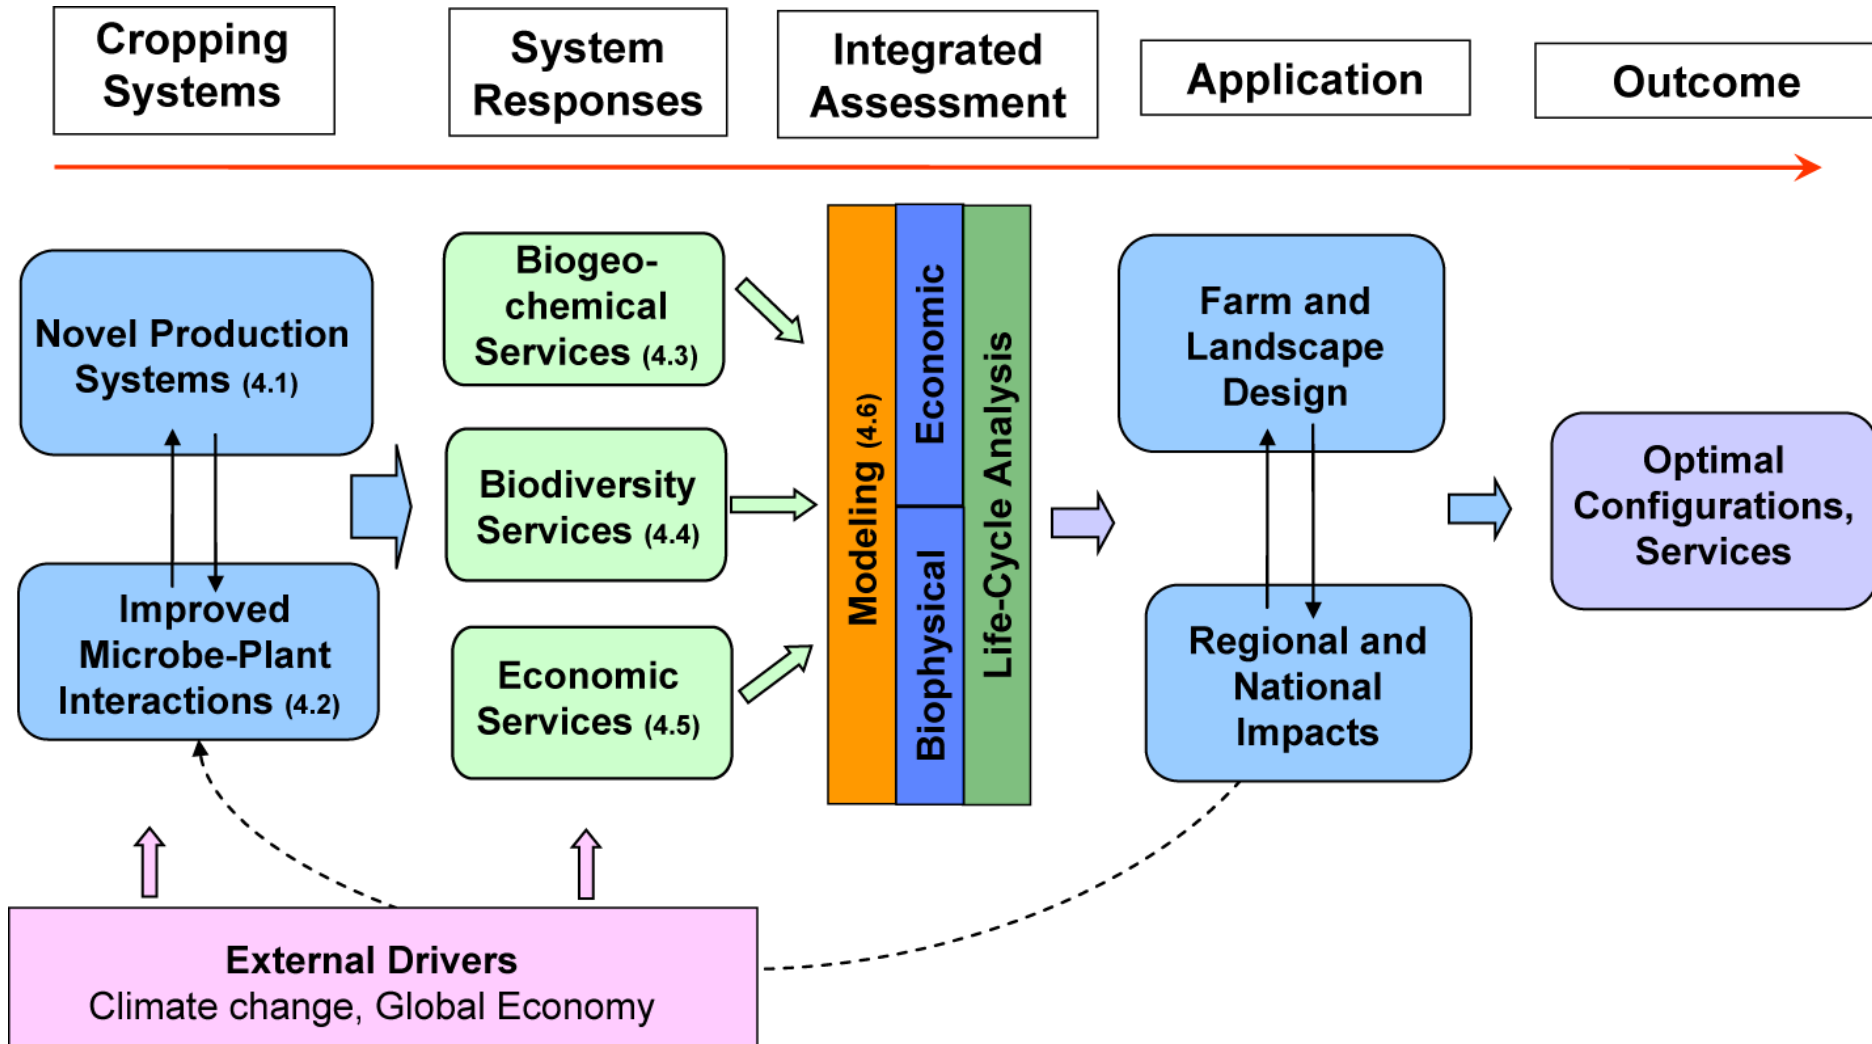 Cropping
Systems
System
Responses
Integrated
Assessment
Application
Outcome
Novel Production
Systems (4.1)
Improved
Microbe-Plant
Interactions (4.2)
Biogeo-
chemical
Services (4.3)
Biodiversity
Services (4.4)
Economic
Services (4.5)
Modeling (4.6)
Economic
Biophysical
Life-Cycle Analysis
Farm and
Landscape
Design
Regional and
National
Impacts
Optimal
Configurations,
Services
External Drivers
Climate change, Global Economy